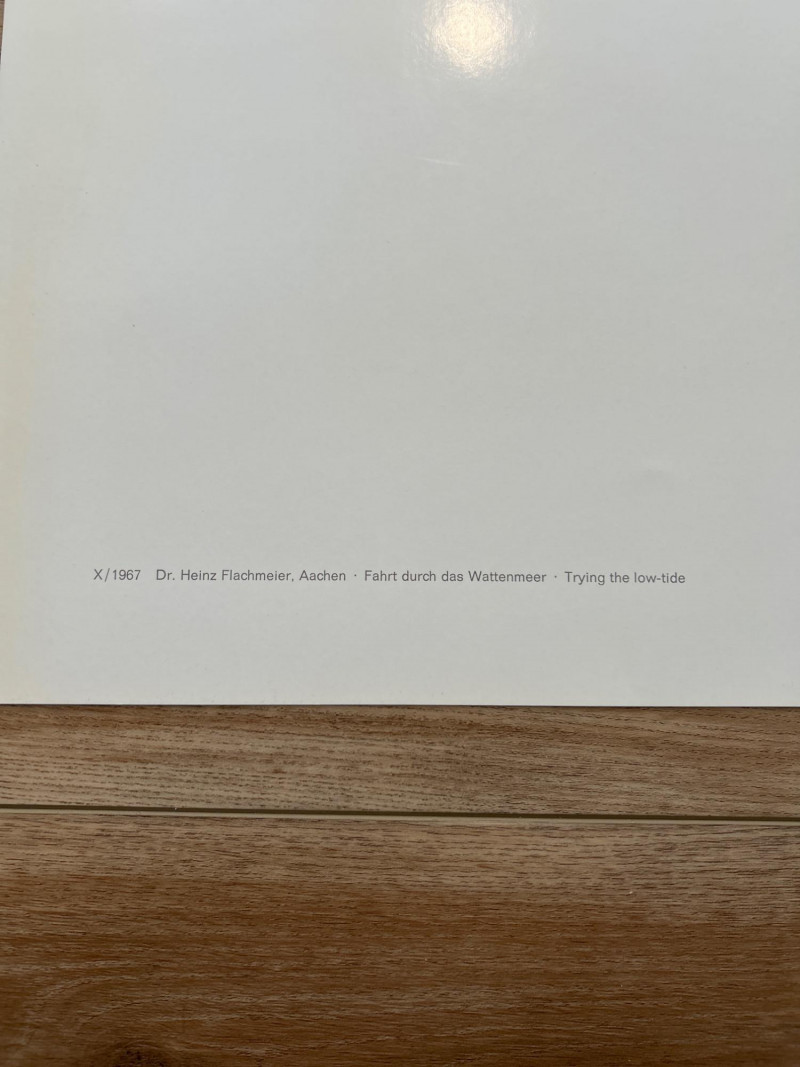 X/1967 Dr. Heinz Flachmeier, Aachen · Fahrt durch das Wattenmeer · Trying the low-tide